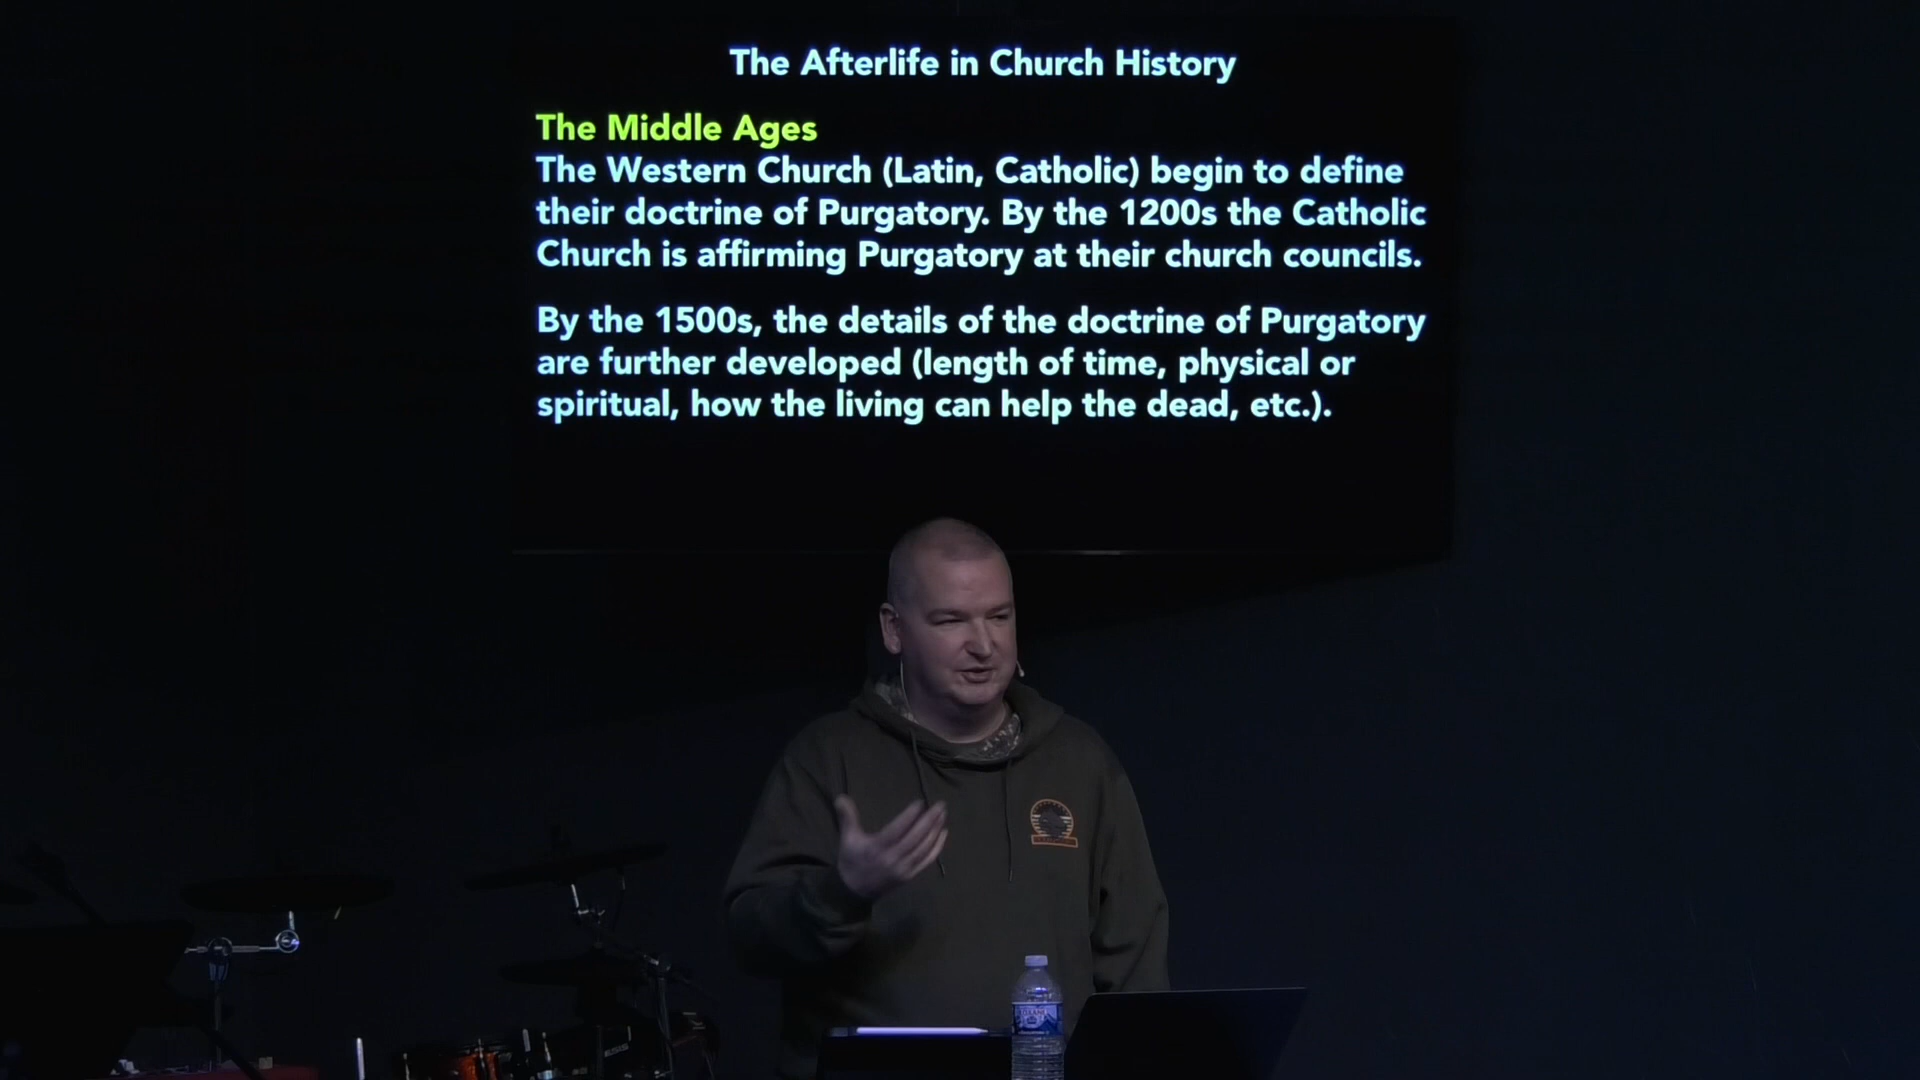 The Afterlife in Church History
The Middle Ages
The Western Church (Latin, Catholic) begin to define
their doctrine of Purgatory. By the 1200s the Catholic
Church is affirming Purgatory at their church councils.
By the 1500s, the details of the doctrine of Purgatory
are further developed (length of time, physical or
spiritual, how the living can help the dead, etc.).